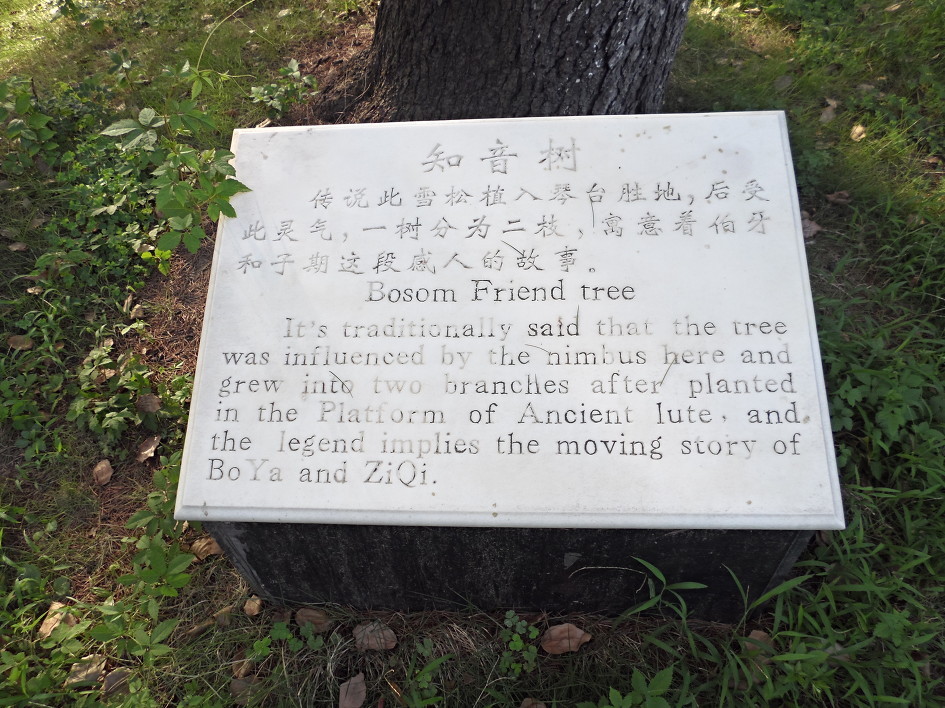 知音树
传说此雪松植入琴台胜地,后受
此灵气,一树分为二枝,寓意着伯牙
和子期这段感人的故事。
Bosom Friend tree
It's traditionally said that the tree
was influenced by the nimbus here and
grew into two branches after planted
in the Platform of Ancient lute, and
the legend implies the moving story of
BoYa and ZiQi.